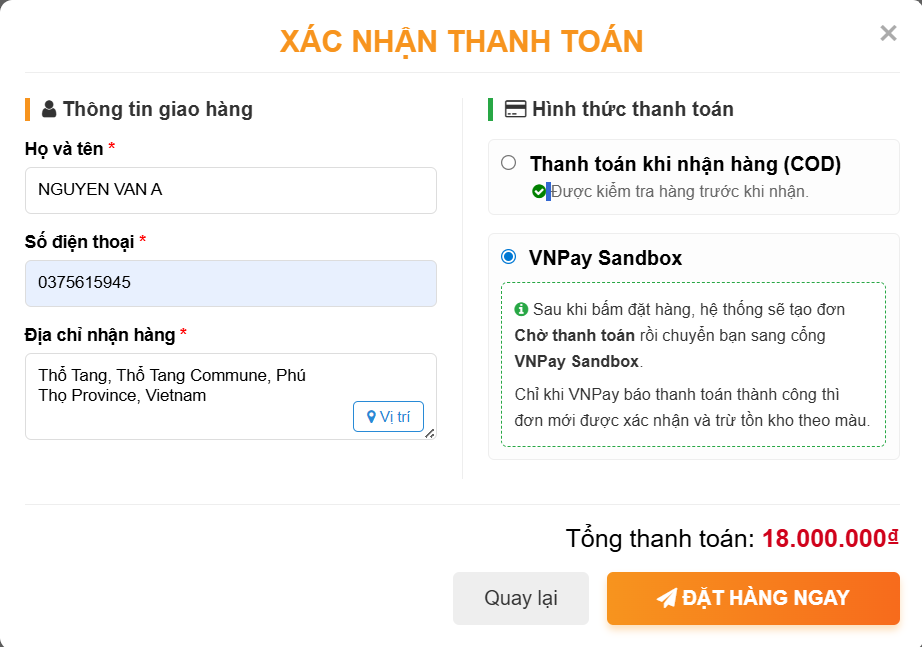 XÁC NHẬN THANH TOÁN
×
Thông tin giao hàng
Họ và tên *
NGUYEN VAN A
Số điện thoại *
0375615945
Địa chỉ nhận hàng *
Thổ Tang, Thổ Tang Commune, Phú
Thọ Province, Vietnam
Vị trí
Hình thức thanh toán
Thanh toán khi nhận hàng (COD)
Được kiểm tra hàng trước khi nhận.
VNPay Sandbox
Sau khi bấm đặt hàng, hệ thống sẽ tạo đơn
Chờ thanh toán rồi chuyển bạn sang cổng
VNPay Sandbox.
Chỉ khi VNPay báo thanh toán thành công thì
đơn mới được xác nhận và trừ tồn kho theo màu.
Tổng thanh toán: 18.000.000₫
Quay lại
ĐẶT HÀNG NGAY